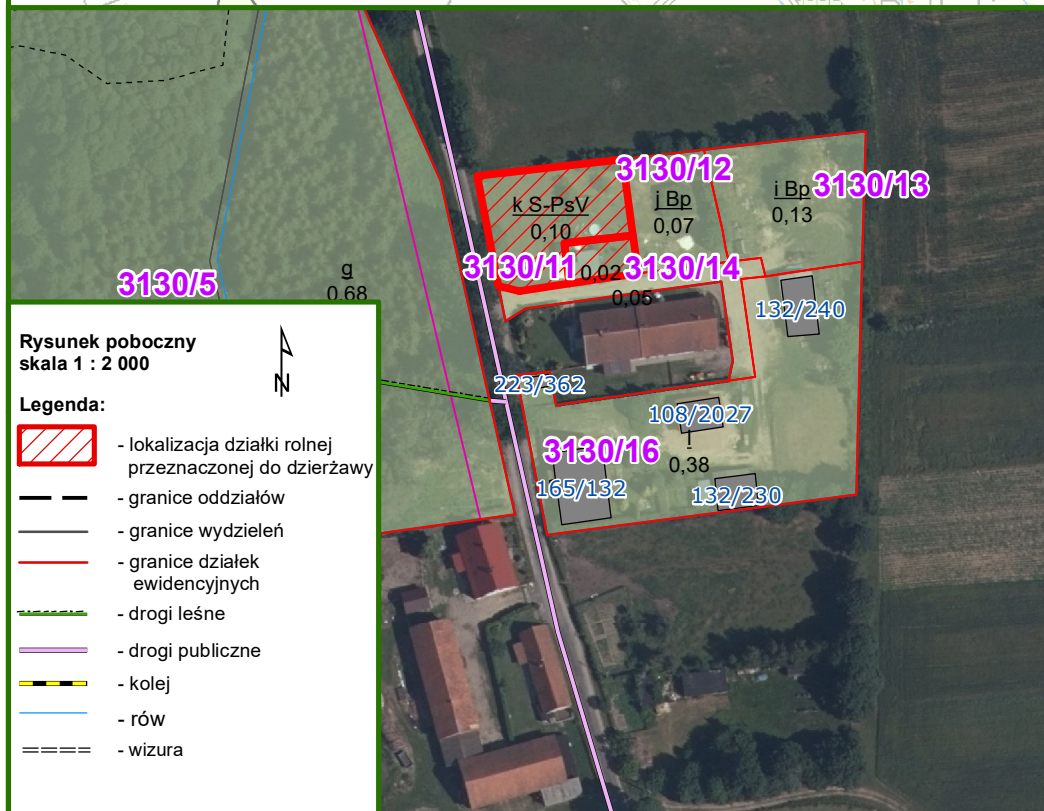 3130/12
j Bp
0,07
i Bp
0,13
3130/13
k S-PsV
0,10
3130/11
0,02
3130/14
0,05
3130/5
g
0.68
132/240
223/362
108/2027
3130/16
l
0,38
165/132
132/230
Rysunek poboczny
skala 1 : 2 000
N
Legenda:
- lokalizacja działki rolnej
przeznaczonej do dzierżawy
- granice oddziałów
- granice wydzieleń
- granice działek
ewidencyjnych
- drogi leśne
- drogi publiczne
- kolej
- rów
- wizura